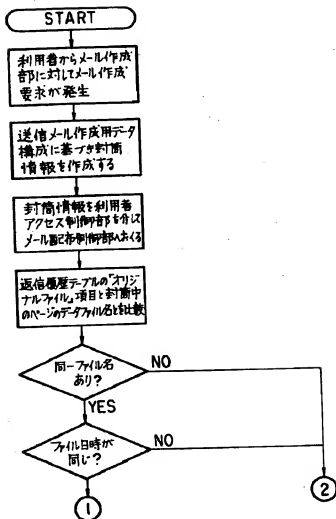 START
利用者からメール作成
部に対してメール作成
要求が発生
送信メール作成用データ
構成に基づき封筒
情報を作成する
封筒情報を利用者
アクセス制御部を介して
メール配布制御部へおくる
返信履歴テーブルの「オリジ
ナルファイル」項目と封筒中
のページのデータファイル名とを比較
同一ファイル名
あり?
NO
YES
ファイル日時が
同じ?
NO
1
2